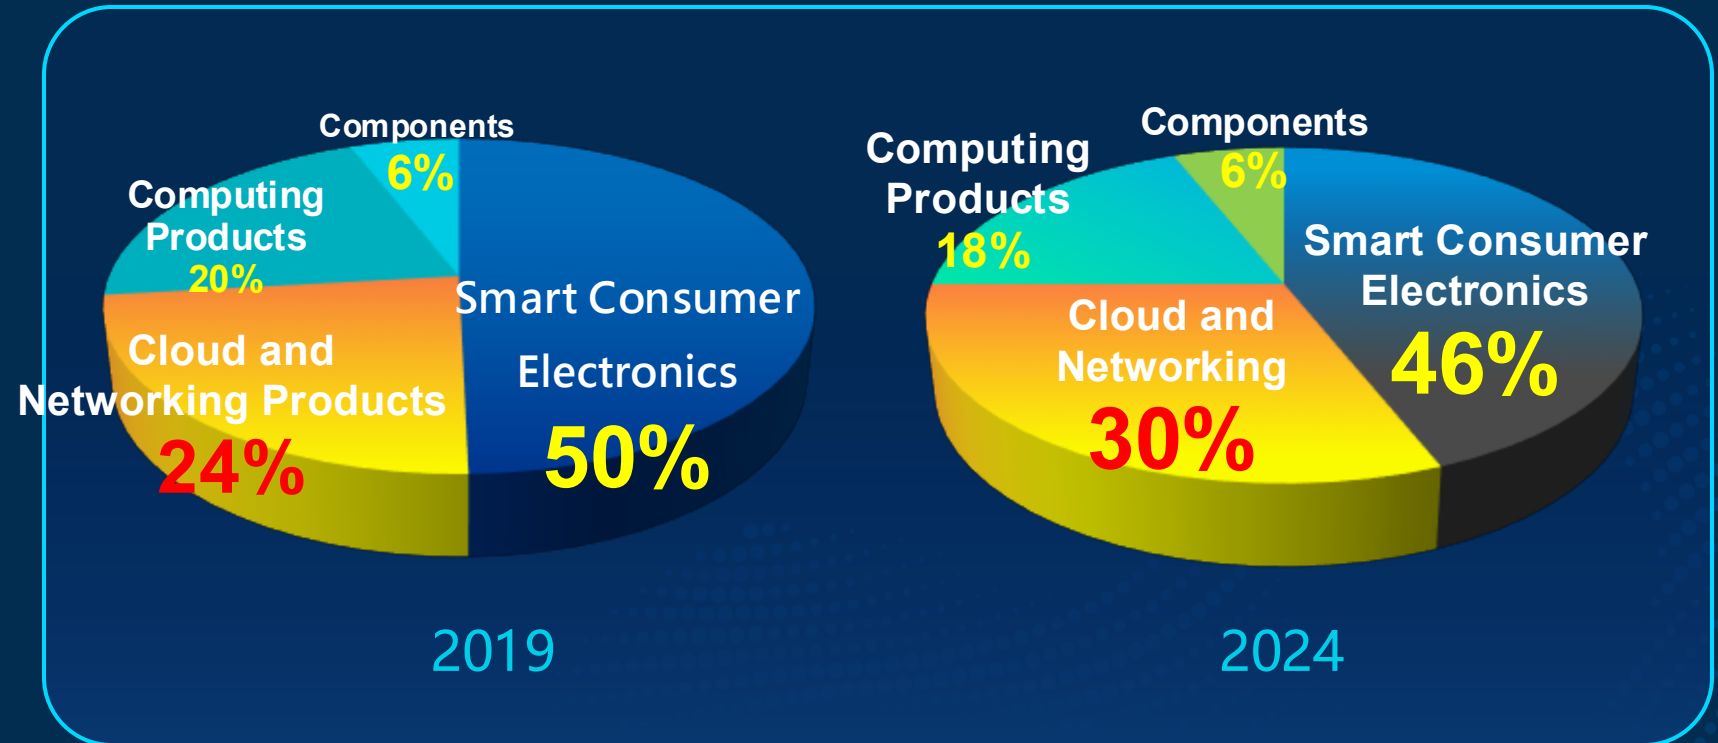 Components
6%
Computing
Products
20%
Smart Consumer
Electronics
50%
Cloud and
Networking Products
24%
2019
Components
6%
Computing
Products
18%
Smart Consumer
Electronics
46%
Cloud and
Networking
30%
2024